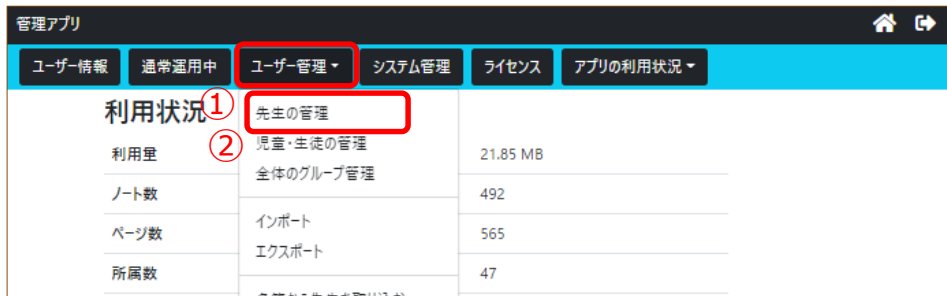 管理アプリ
ユーザー情報 通常運用中 ユーザー管理 システム管理 ライセンス アプリの利用状況
利用状況
①
先生の管理
②
児童・生徒の管理
全体のグループ管理
インポート
エクスポート
利用量 21.85 MB
ノート数 492
ページ数 565
所属数 47